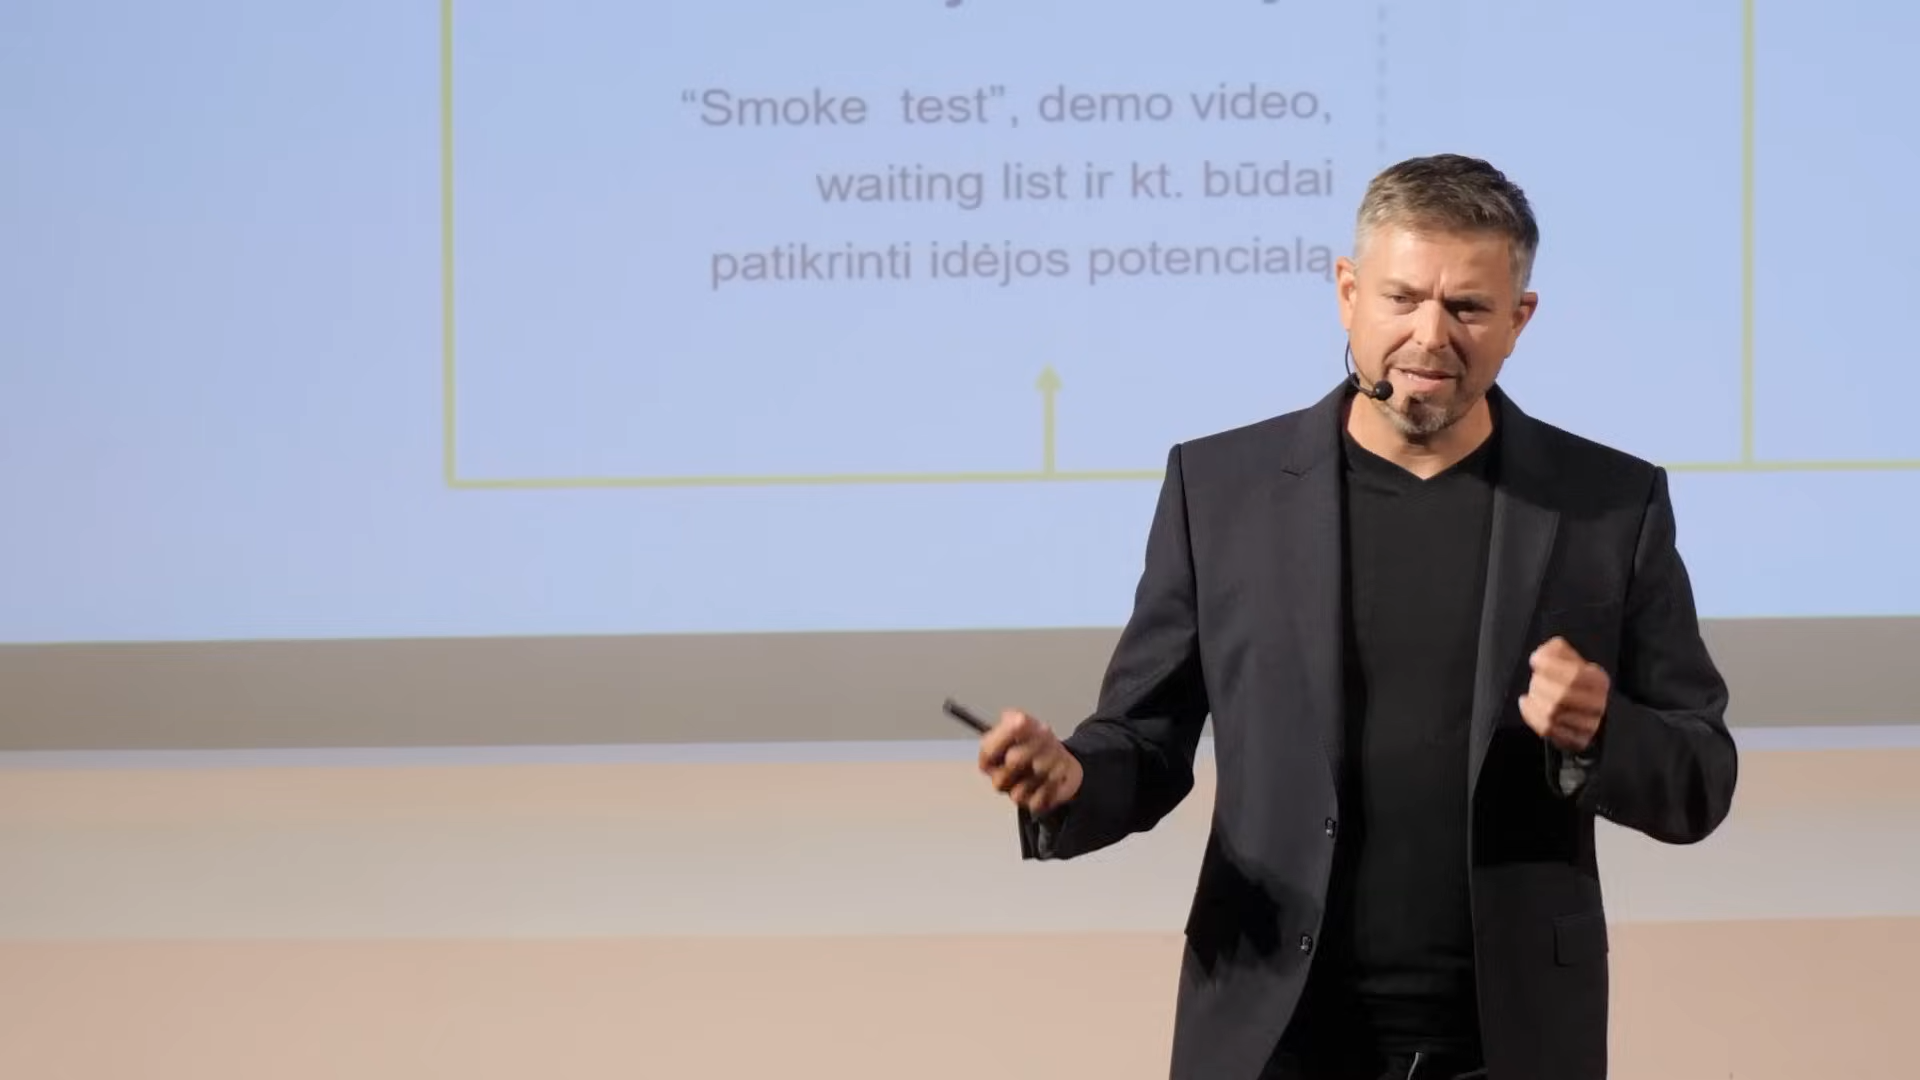 “Smoke test”, demo video,
waiting list ir kt. būdai
patikrinti idėjos potencialą